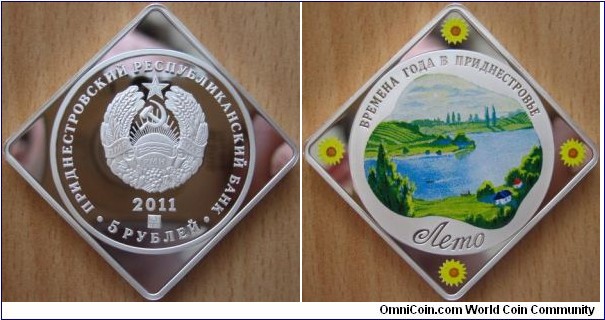 ПРИДНЕСТРОВСКИЙ РЕСПУБЛИКАНСКИЙ БАНК
2011
• 5 РУБЛЕЙ •
ВРЕМЕНА ГОДА В ПРИДНЕСТРОВЬЕ
Лето
OmniCoin.com World Coin Community